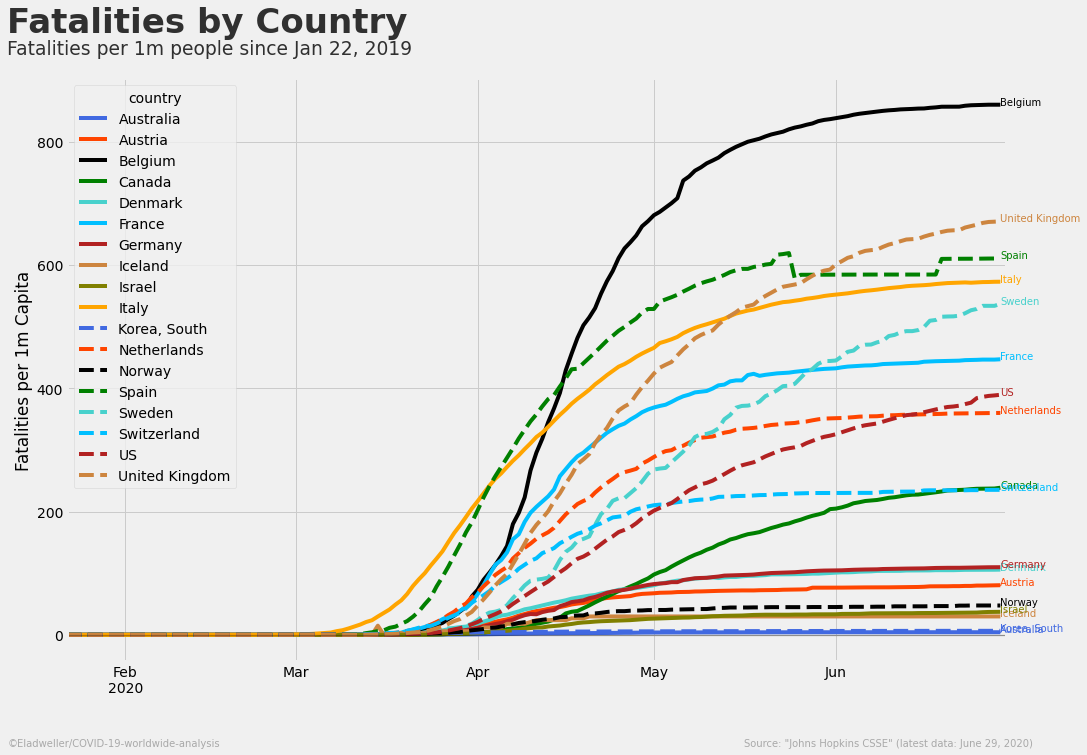 Fatalities by Country
Fatalities per 1m people since Jan 22, 2019
country
Australia
Austria
Belgium
Canada
Denmark
France
Germany
Iceland
Israel
Italy
Korea, South
Netherlands
Norway
Spain
Sweden
Switzerland
US
United Kingdom
Fatalities per 1m Capita
800
600
400
200
0
Feb
2020
Mar
Apr
May
Jun
Belgium
United Kingdom
Spain
Italy
Sweden
France
US
Netherlands
Canada
Switzerland
Germany
Denmark
Austria
Norway
Israel
Iceland
Korea, South
Australia
©Eladweller/COVID-19-worldwide-analysis
Source: "Johns Hopkins CSSE" (latest data: June 29, 2020)